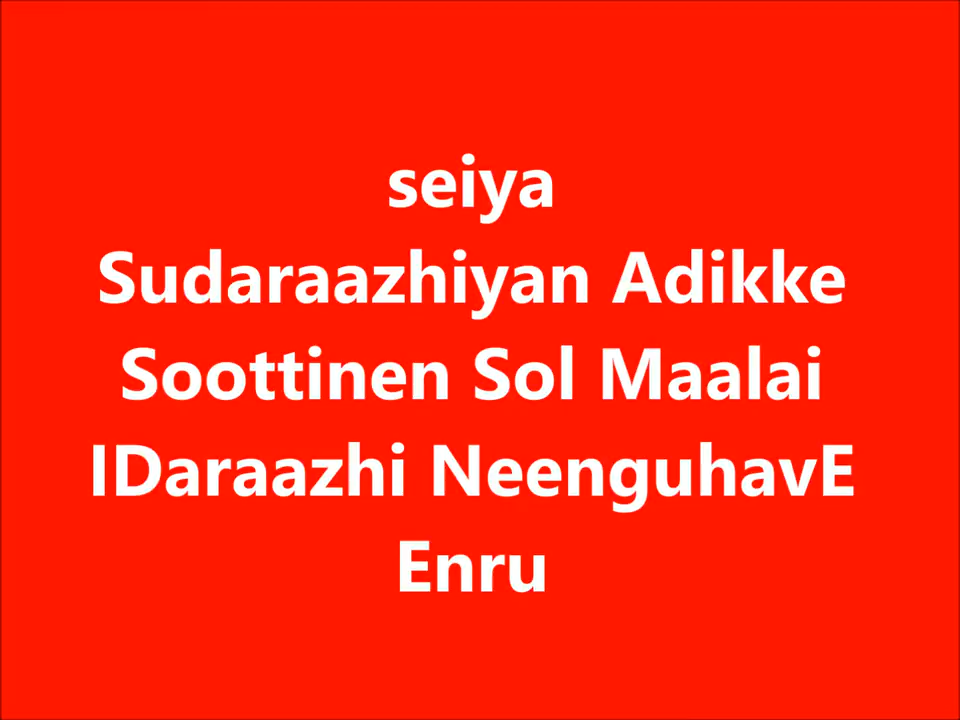 seiya
Sudaraazhiyan Adikke
Soottinen Sol Maalai
IDaraazhi NeenguhavE
Enru